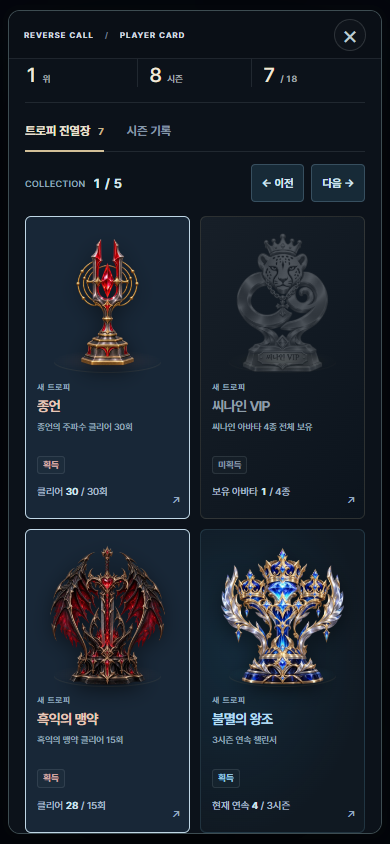 REVERSE CALL / PLAYER CARD
1 위 8 시즌 7 / 18
트로피 진열장 7 시즌 기록
COLLECTION 1 / 5 ← 이전 다음 →
새 트로피
종언
종언의 주파수 클리어 30회
획득
클리어 30 / 30회
씨나인 VIP
새 트로피
씨나인 VIP
씨나인 아바타 4종 전체 보유
미획득
보유 아바타 1 / 4종
새 트로피
흑익의 맹약
흑익의 맹약 클리어 15회
획득
클리어 28 / 15회
새 트로피
불멸의 왕조
3시즌 연속 챌린저
획득
현재 연속 4 / 3시즌